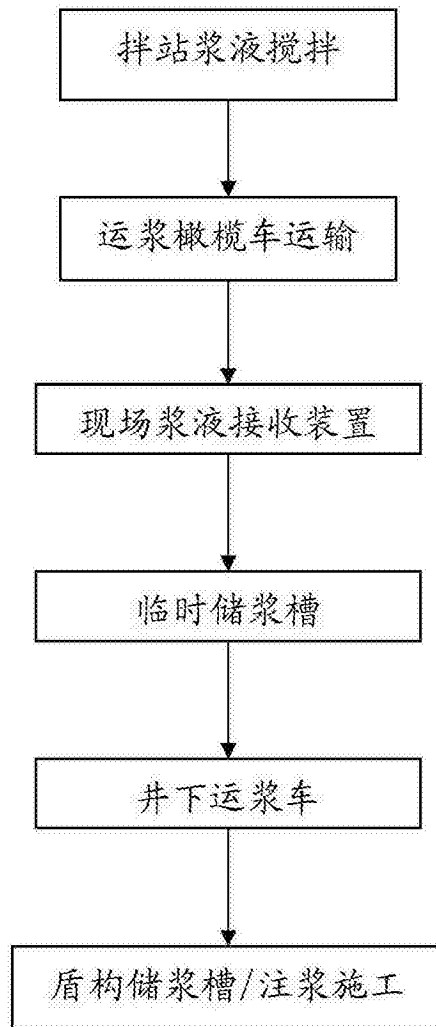 拌站浆液搅拌
运浆橄榄车运输
现场浆液接收装置
临时储浆槽
井下运浆车
盾构储浆槽/注浆施工